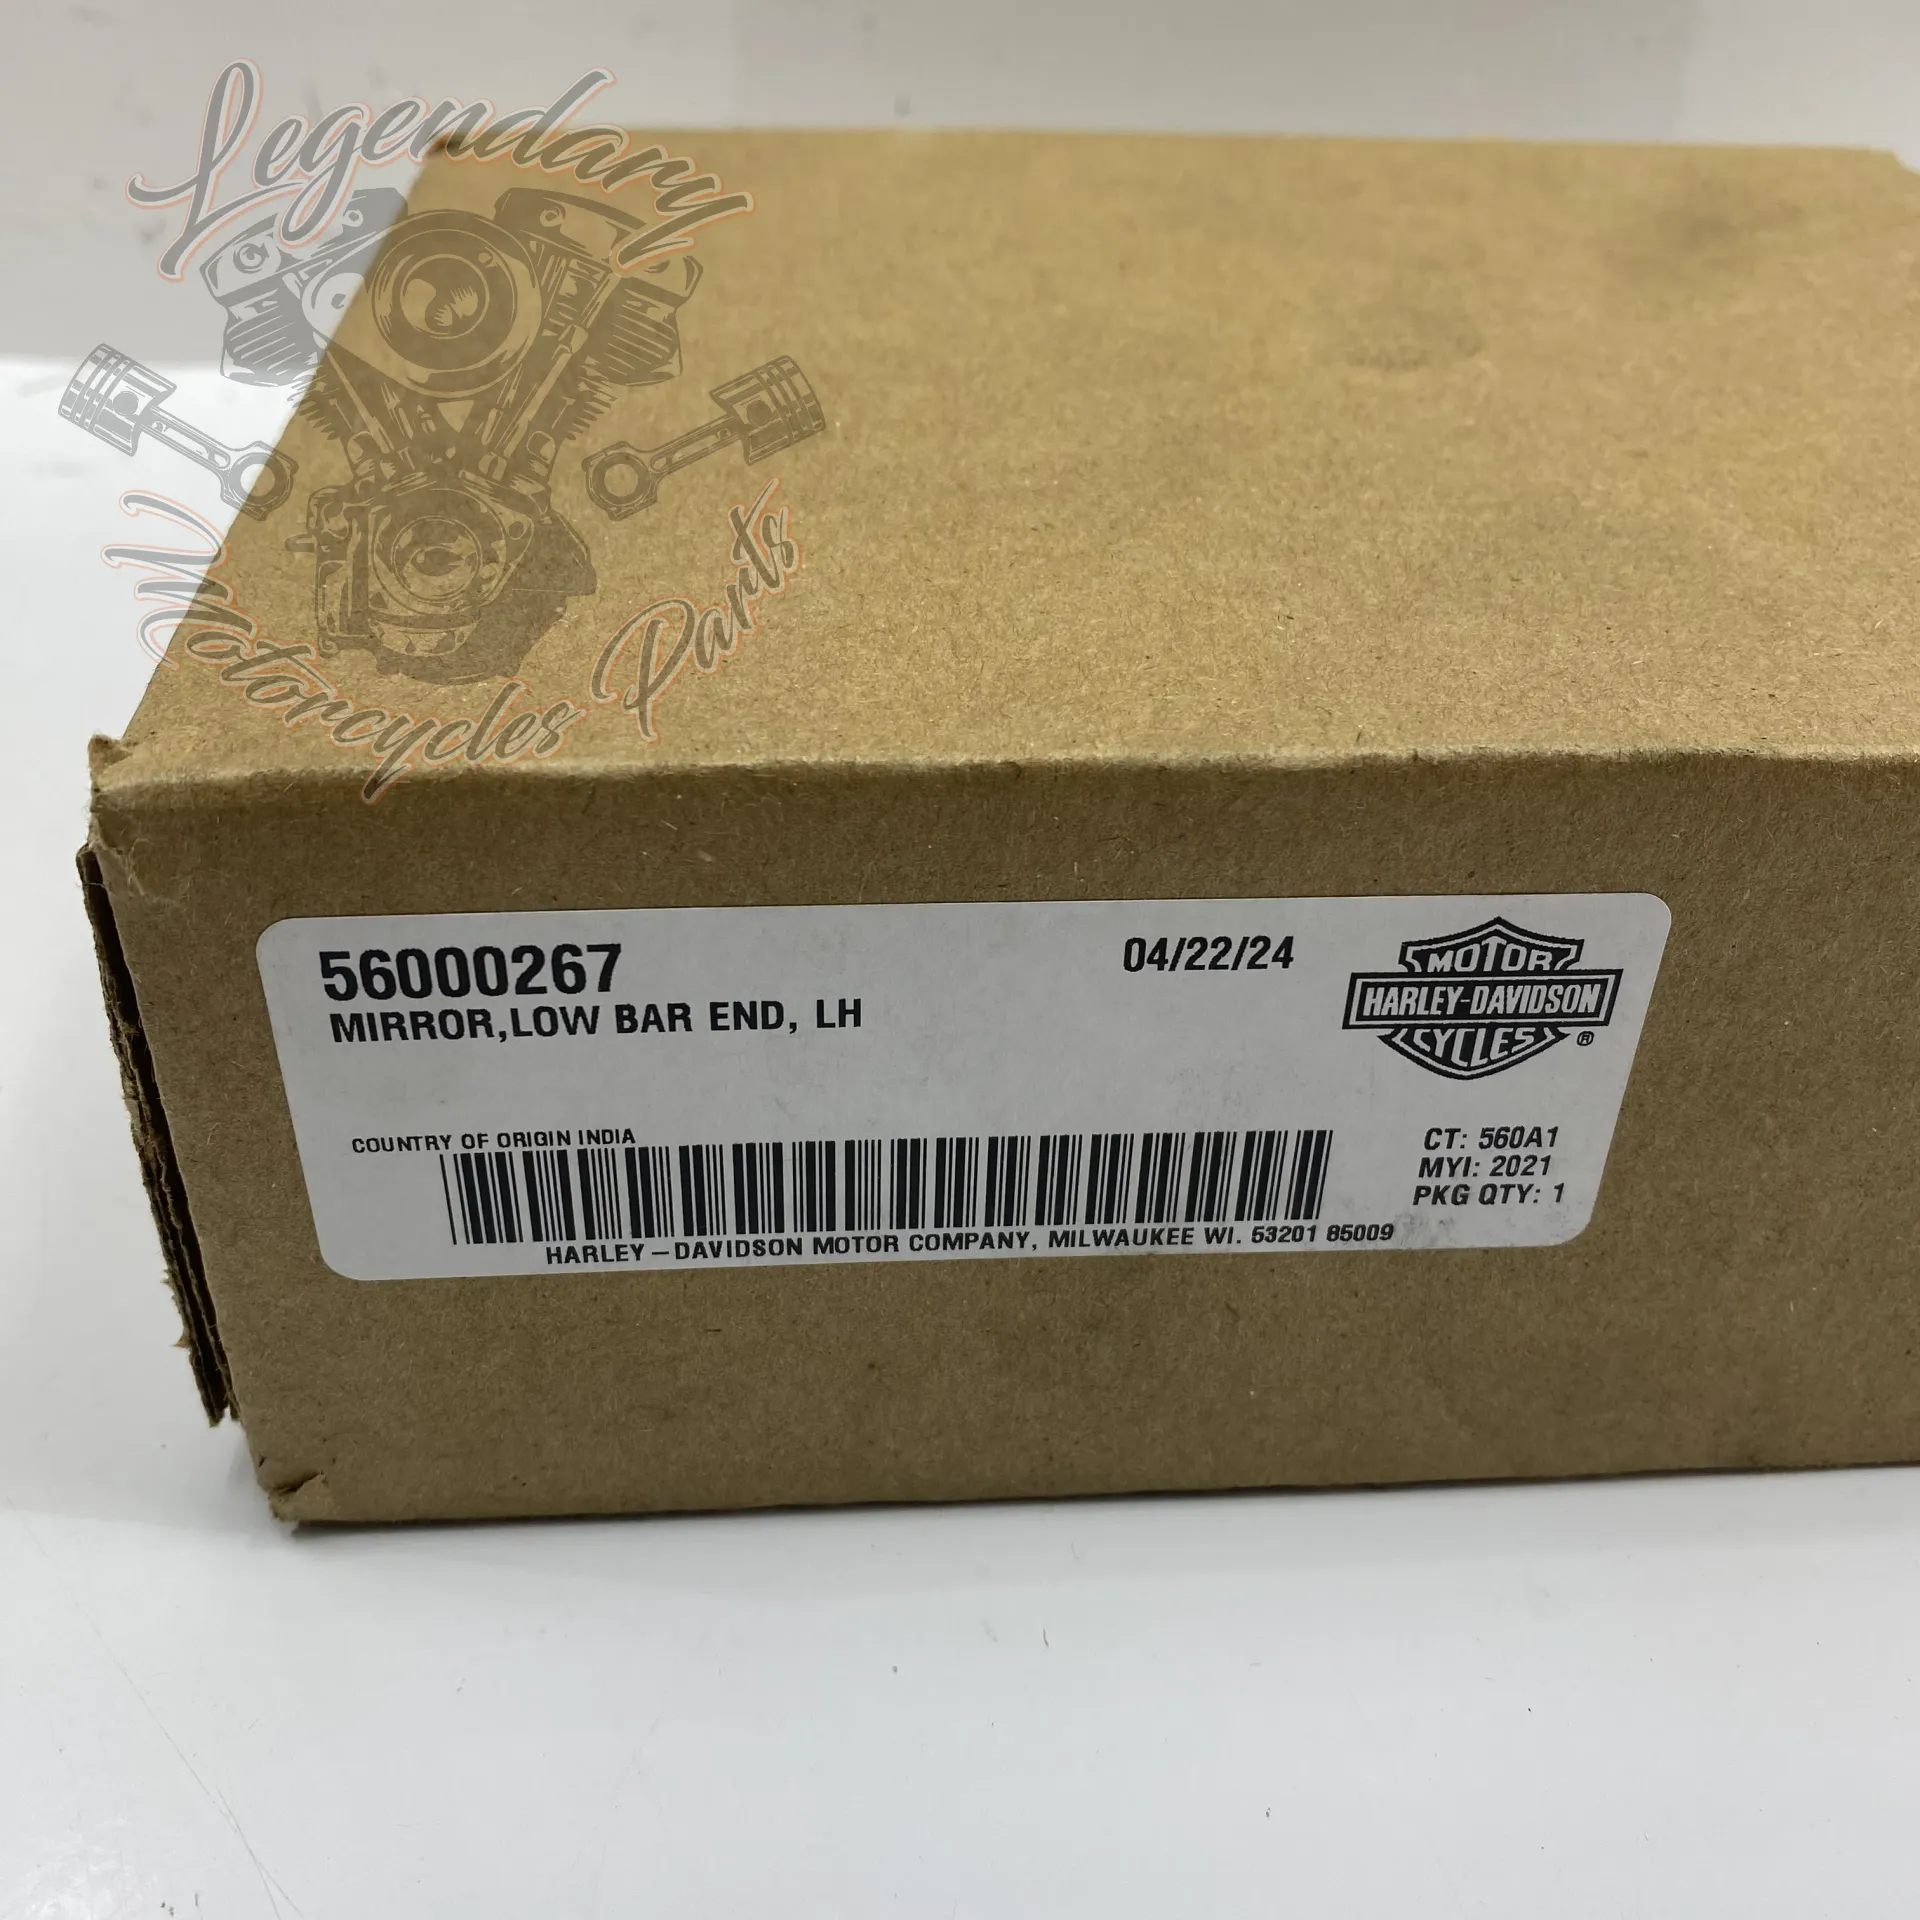 Legendary
Motorcycles Parts
56000267
MIRROR,LOW BAR END, LH
04/22/24
MOTOR
HARLEY-DAVIDSON
CYCLES
®
COUNTRY OF ORIGIN INDIA
CT: 560A1
MYI: 2021
PKG QTY: 1
HARLEY-DAVIDSON MOTOR COMPANY, MILWAUKEE WI. 53201 85009